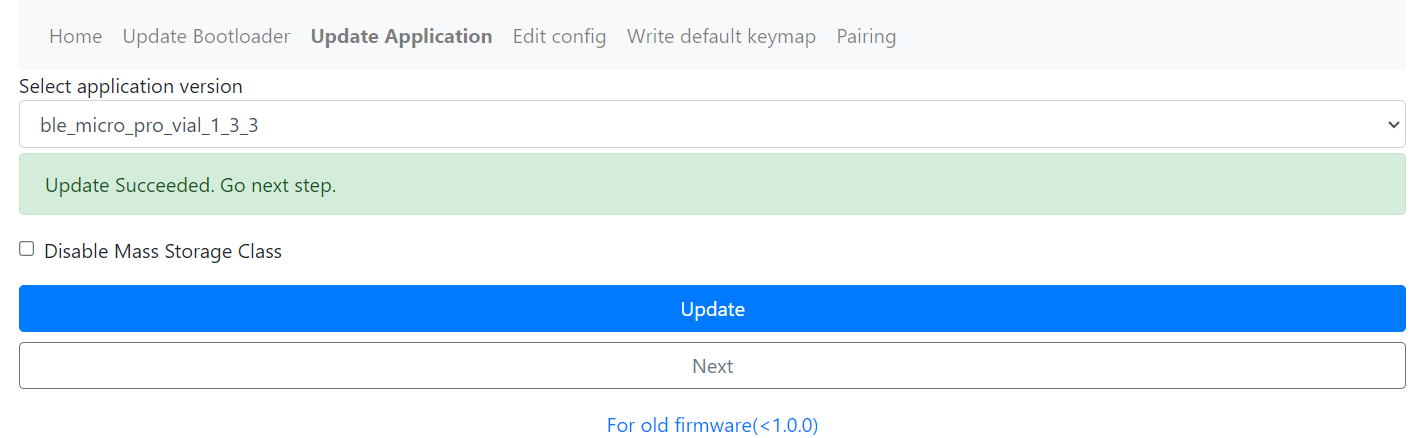 Home Update Bootloader Update Application Edit config Write default keymap Pairing
Select application version
ble_micro_pro_vial_1_3_3
Update Succeeded. Go next step.
Disable Mass Storage Class
Update
Next
For old firmware(<1.0.0)